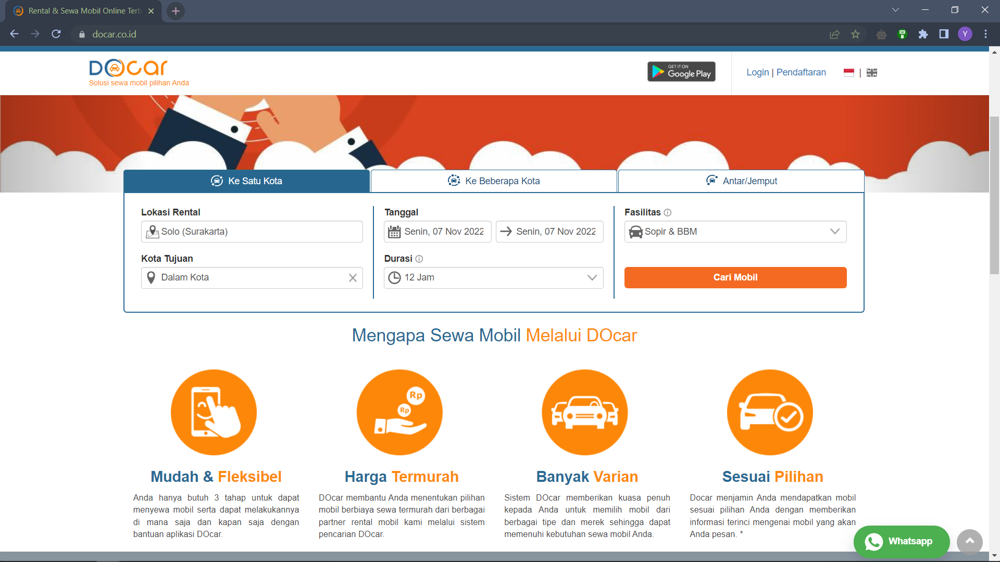 Rental & Sewa Mobil Online Terb
docar.co.id
Y
DOcar
Solusi sewa mobil pilihan Anda
GET IT ON
Google Play
Login | Pendaftaran
|
Ke Satu Kota
Ke Beberapa Kota
Antar/Jemput
Lokasi Rental
Solo (Surakarta)
Kota Tujuan
Dalam Kota
Tanggal
Senin, 07 Nov 2022
Senin, 07 Nov 2022
Durasi
12 Jam
Fasilitas
Sopir & BBM
Cari Mobil
Mengapa Sewa Mobil Melalui DOcar
Rp
Rp
Mudah & Fleksibel
Anda hanya butuh 3 tahap untuk dapat
menyewa mobil serta dapat melakukannya
di mana saja dan kapan saja dengan
bantuan aplikasi DOcar.
Harga Termurah
DOcar membantu Anda menentukan pilihan
mobil berbiaya sewa termurah dari berbagai
partner rental mobil kami melalui sistem
pencarian DOcar.
Banyak Varian
Sistem DOcar memberikan kuasa penuh
kepada Anda untuk memilih mobil dari
berbagai tipe dan merek sehingga dapat
memenuhi kebutuhan sewa mobil Anda.
Sesuai Pilihan
Docar menjamin Anda mendapatkan mobil
sesuai pilihan Anda dengan memberikan
informasi terinci mengenai mobil yang akan
Anda pesan. *
Whatsapp